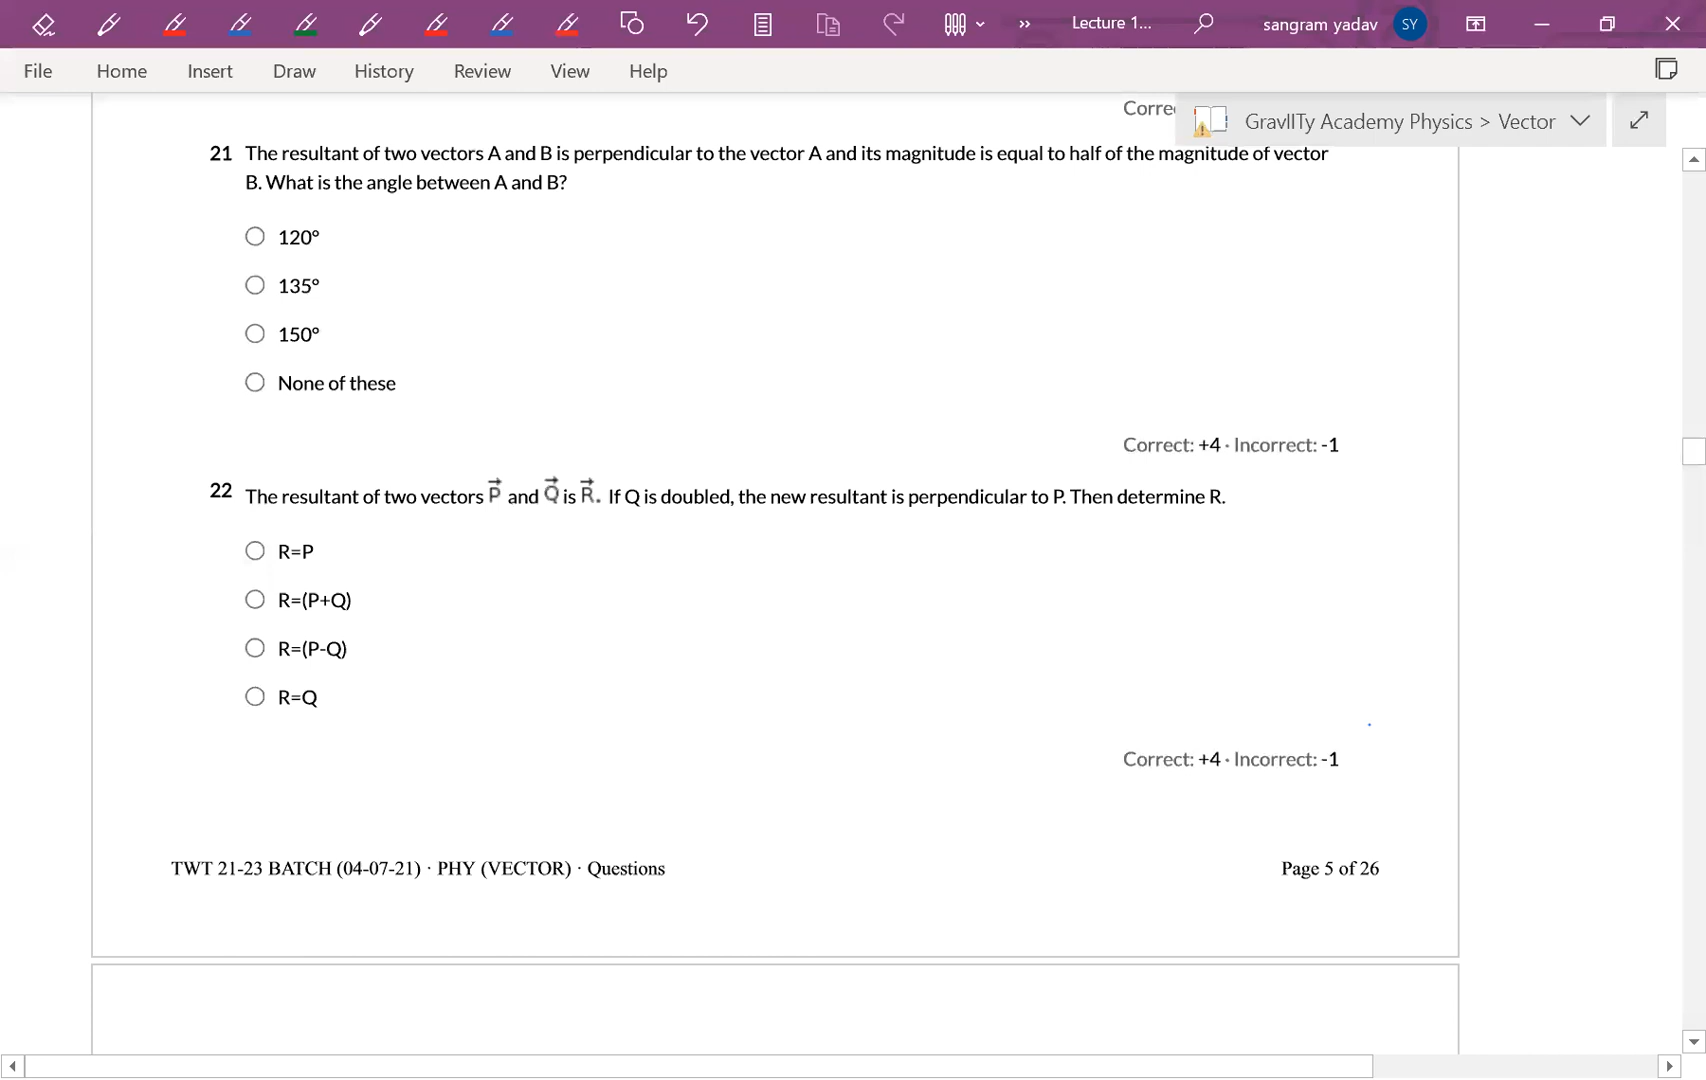 Lecture 1...
sangram yadav
SY
File Home Insert Draw History Review View Help
Corre
GravIITy Academy Physics > Vector
21 The resultant of two vectors A and B is perpendicular to the vector A and its magnitude is equal to half of the magnitude of vector
B. What is the angle between A and B?
120°
135°
150°
None of these
Correct: +4 · Incorrect: -1
22 The resultant of two vectors P⃗ and Q⃗ is R⃗. If Q is doubled, the new resultant is perpendicular to P. Then determine R.
R=P
R=(P+Q)
R=(P-Q)
R=Q
Correct: +4 · Incorrect: -1
TWT 21-23 BATCH (04-07-21) · PHY (VECTOR) · Questions
Page 5 of 26